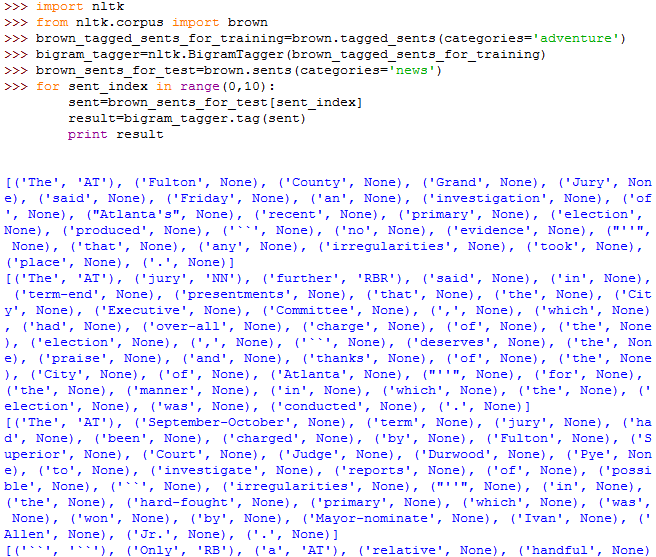 >>> import nltk
>>> from nltk.corpus import brown
>>> brown_tagged_sents_for_training=brown.tagged_sents(categories='adventure')
>>> bigram_tagger=nltk.BigramTagger(brown_tagged_sents_for_training)
>>> brown_sents_for_test=brown.sents(categories='news')
>>> for sent_index in range(0,10):
        sent=brown_sents_for_test[sent_index]
        result=bigram_tagger.tag(sent)
        print result
[('The', 'AT'), ('Fulton', None), ('County', None), ('Grand', None), ('Jury', Non
e), ('said', None), ('Friday', None), ('an', None), ('investigation', None), ('of
', None), ("Atlanta's", None), ('recent', None), ('primary', None), ('election', 
None), ('produced', None), ('``', None), ('no', None), ('evidence', None), ("''",
 None), ('that', None), ('any', None), ('irregularities', None), ('took', None), 
('place', None), ('.', None)]
[('The', 'AT'), ('jury', 'NN'), ('further', 'RBR'), ('said', None), ('in', None),
 ('term-end', None), ('presentments', None), ('that', None), ('the', None), ('Cit
y', None), ('Executive', None), ('Committee', None), (',', None), ('which', None)
, ('had', None), ('over-all', None), ('charge', None), ('of', None), ('the', None
), ('election', None), (',', None), ('``', None), ('deserves', None), ('the', Non
e), ('praise', None), ('and', None), ('thanks', None), ('of', None), ('the', None
), ('City', None), ('of', None), ('Atlanta', None), ("''", None), ('for', None), 
('the', None), ('manner', None), ('in', None), ('which', None), ('the', None), ('
election', None), ('was', None), ('conducted', None), ('.', None)]
[('The', 'AT'), ('September-October', None), ('term', None), ('jury', None), ('ha
d', None), ('been', None), ('charged', None), ('by', None), ('Fulton', None), ('S
uperior', None), ('Court', None), ('Judge', None), ('Durwood', None), ('Pye', Non
e), ('to', None), ('investigate', None), ('reports', None), ('of', None), ('possi
ble', None), ('``', None), ('irregularities', None), ("''", None), ('in', None), 
('the', None), ('hard-fought', None), ('primary', None), ('which', None), ('was',
 None), ('won', None), ('by', None), ('Mayor-nominate', None), ('Ivan', None), ('
Allen', None), ('Jr.', None), ('.', None)]
[('``', '``'), ('Only', 'RB'), ('a', 'AT'), ('relative', None), ('handful', None)